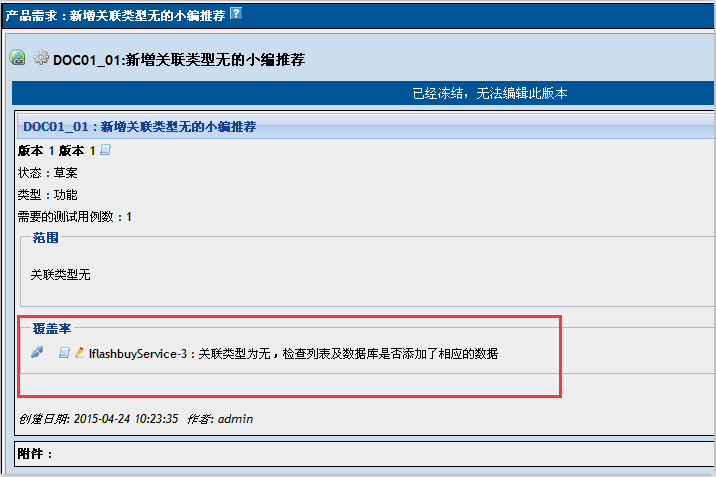 产品需求：新增关联类型无的小编推荐 ?
DOC01_01:新增关联类型无的小编推荐
已经冻结，无法编辑此版本
DOC01_01：新增关联类型无的小编推荐
版本 1 版本 1
状态：草案
类型：功能
需要的测试用例数：1
范围
关联类型无
覆盖率
IflashbuyService-3：关联类型为无，检查列表及数据库是否添加了相应的数据
创建日期: 2015-04-24 10:23:35 作者: admin
附件：